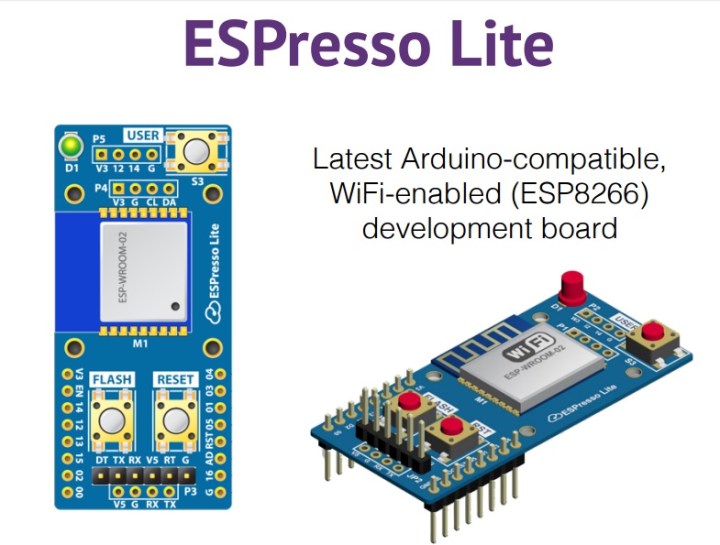 ESPresso Lite
Latest Arduino-compatible,
WiFi-enabled (ESP8266)
development board
P5 USER
D1 V3 12 14 G S3
P4
V3 G CL DA
ESP-WROOM-02
ESPresso Lite
M1
V3 EN 14 12 13 15 02 00
FLASH RESET
04 03 01 05 RST AD 16 G
DT TX RX V5 RT G
P3
V5 G RX TX
D1 P2
P1 USER
S3
WiFi
ESP-WROOM-02
M1
ESPresso Lite
FLASH
RST
JP2